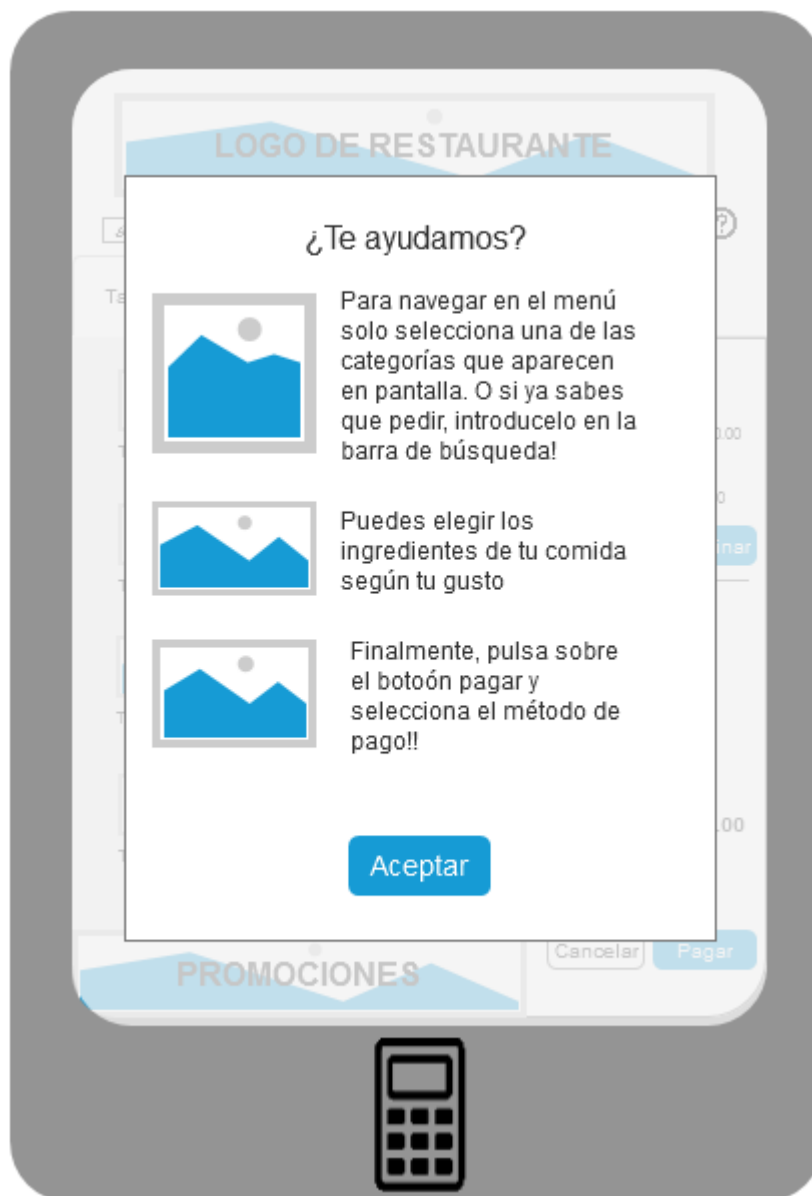 LOGO DE RESTAURANTE
¿Te ayudamos?
Para navegar en el menú
solo selecciona una de las
categorías que aparecen
en pantalla. O si ya sabes
que pedir, introducelo en la
barra de búsqueda!
Puedes elegir los
ingredientes de tu comida
según tu gusto
Finalmente, pulsa sobre
el botoón pagar y
selecciona el método de
pago!!
Aceptar
PROMOCIONES
Cancelar
Pagar